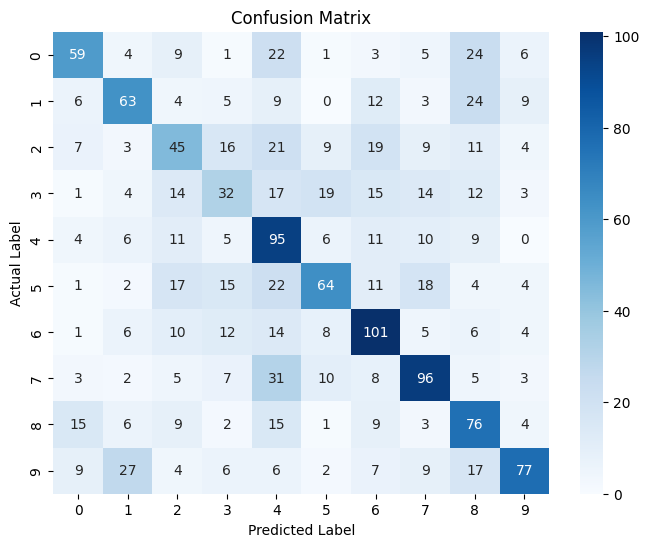 Confusion Matrix
0 59 4 9 1 22 1 3 5 24 6
1 6 63 4 5 9 0 12 3 24 9
2 7 3 45 16 21 9 19 9 11 4
3 1 4 14 32 17 19 15 14 12 3
4 4 6 11 5 95 6 11 10 9 0
5 1 2 17 15 22 64 11 18 4 4
6 1 6 10 12 14 8 101 5 6 4
7 3 2 5 7 31 10 8 96 5 3
8 15 6 9 2 15 1 9 3 76 4
9 9 27 4 6 6 2 7 9 17 77
0 1 2 3 4 5 6 7 8 9
Predicted Label
Actual Label
100
80
60
40
20
0